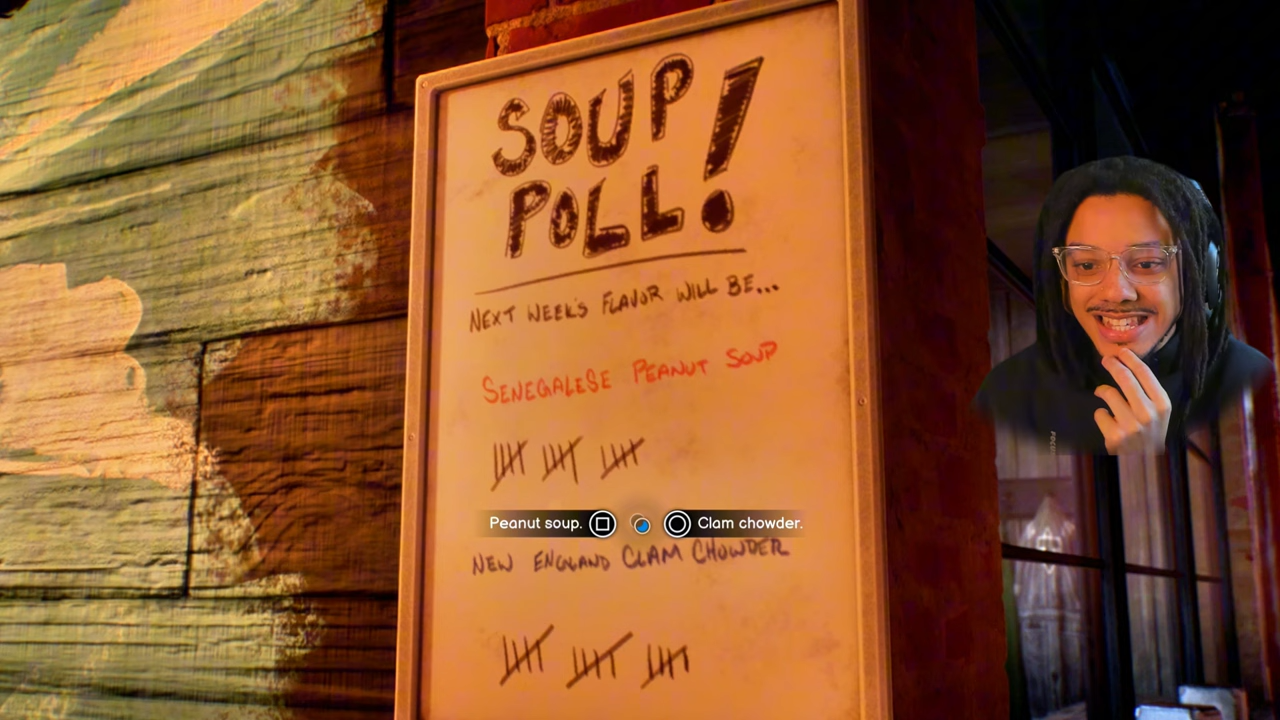 SOUP
POLL!
NEXT WEEK'S FLAVOR WILL BE...
SENEGALESE PEANUT SOUP
Peanut soup. Clam chowder.
NEW ENGLAND CLAM CHOWDER